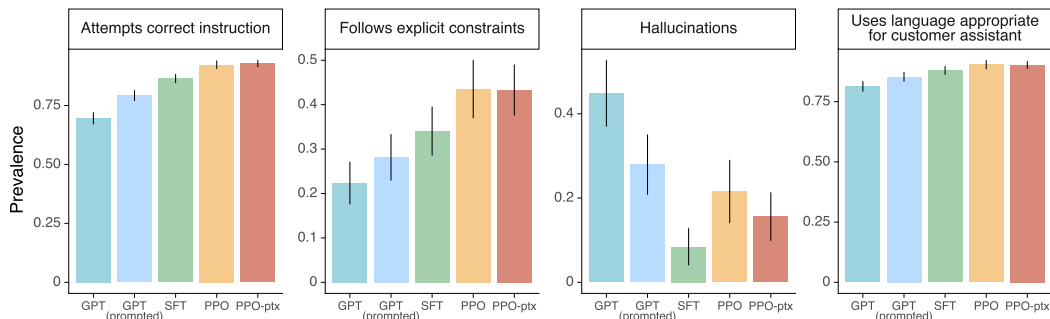 Attempts correct instruction
Follows explicit constraints
Hallucinations
Uses language appropriate
for customer assistant
Prevalence
0.75
0.50
0.25
0
GPT
GPT
(prompted)
SFT
PPO
PPO-ptx
0.5
0.4
0.3
0.2
0.1
0
GPT
GPT
(prompted)
SFT
PPO
PPO-ptx
0.4
0.2
0
GPT
GPT
(prompted)
SFT
PPO
PPO-ptx
0.75
0.50
0.25
0
GPT
GPT
(prompted)
SFT
PPO
PPO-ptx